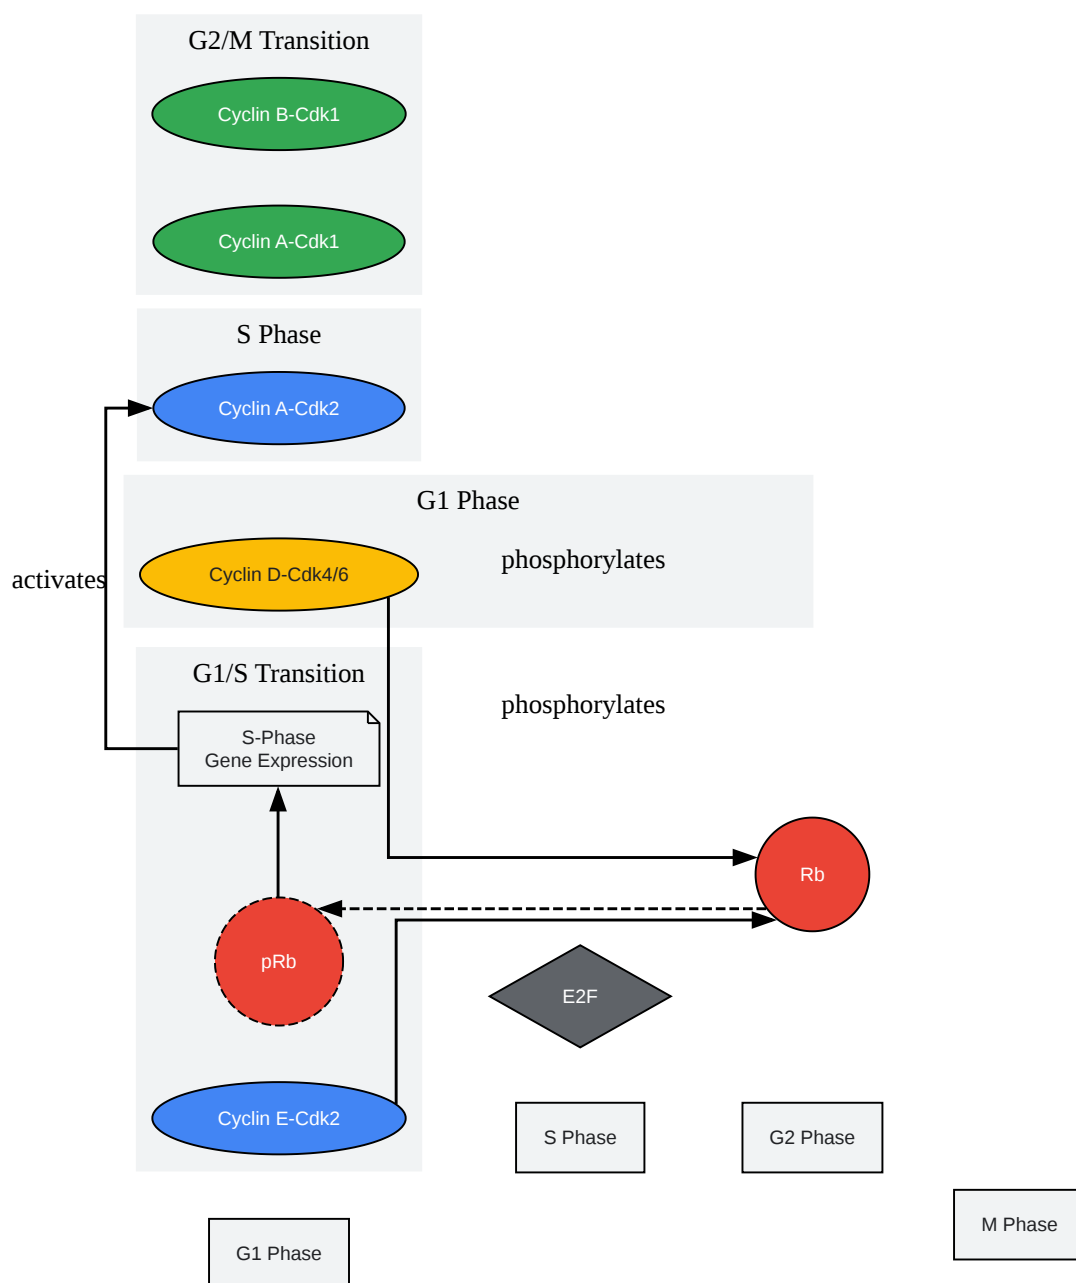 G2/M Transition
Cyclin B-Cdk1
Cyclin A-Cdk1
S Phase
Cyclin A-Cdk2
G1 Phase
phosphorylates
Cyclin D-Cdk4/6
activates
G1/S Transition
phosphorylates
S-Phase
Gene Expression
Rb
pRb
E2F
Cyclin E-Cdk2
S Phase
G2 Phase
M Phase
G1 Phase